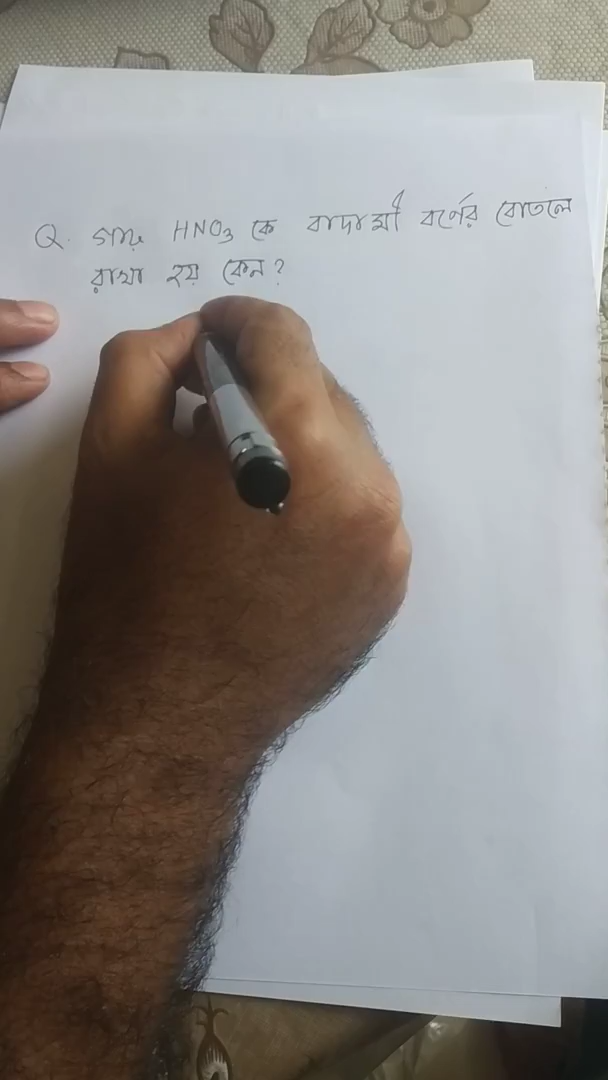 Q. গাঢ় HNO₃ কে বাদামী বর্ণের বোতলে
রাখা হয় কেন?